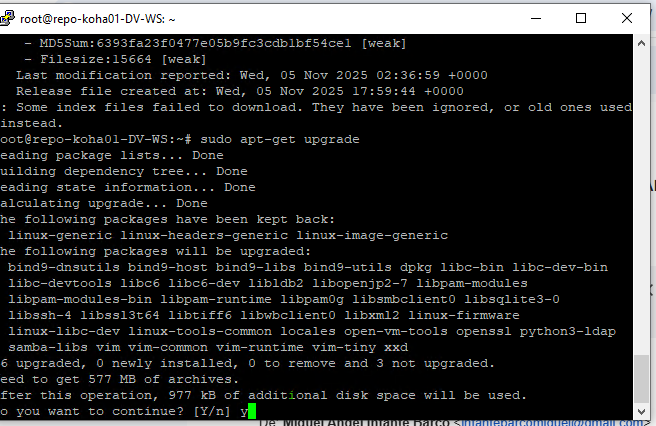 root@repo-koha01-DV-WS: ~
- MD5Sum:6393fa23f0477e05b9fc3cdb1bf54ce1 [weak]
- Filesize:15664 [weak]
Last modification reported: Wed, 05 Nov 2025 02:36:59 +0000
Release file created at: Wed, 05 Nov 2025 17:59:44 +0000
: Some index files failed to download. They have been ignored, or old ones used
instead.
oot@repo-koha01-DV-WS:~# sudo apt-get upgrade
eading package lists... Done
uilding dependency tree... Done
eading state information... Done
alculating upgrade... Done
he following packages have been kept back:
linux-generic linux-headers-generic linux-image-generic
he following packages will be upgraded:
bind9-dnsutils bind9-host bind9-libs bind9-utils dpkg libc-bin libc-dev-bin
libc-devtools libc6 libc6-dev libldb2 libopenjp2-7 libpam-modules
libpam-modules-bin libpam-runtime libpam0g libsmbclient0 libsqlite3-0
libssh-4 libssl3t64 libtiff6 libwbclient0 libxml2 linux-firmware
linux-libc-dev linux-tools-common locales open-vm-tools openssl python3-ldap
samba-libs vim vim-common vim-runtime vim-tiny xxd
6 upgraded, 0 newly installed, 0 to remove and 3 not upgraded.
eed to get 577 MB of archives.
fter this operation, 977 kB of additional disk space will be used.
o you want to continue? [Y/n] y
De Miguel Angel Infante Barco <infantebarcomiguel@gmail.com>